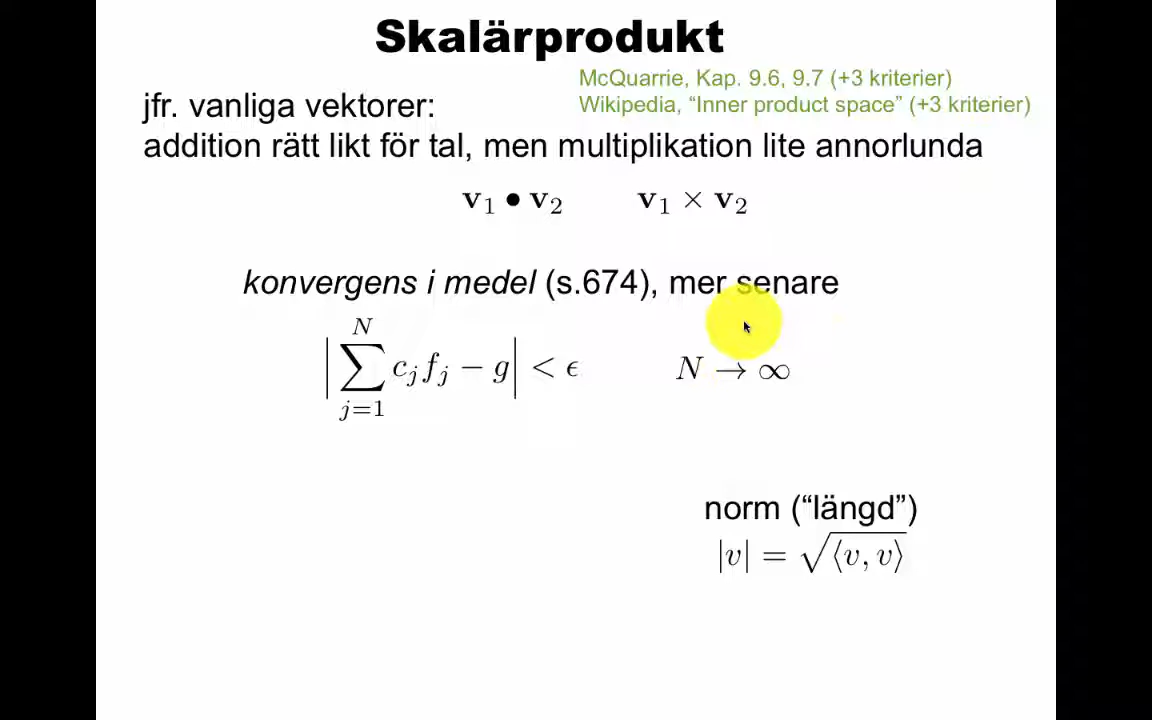 Skalärprodukt
McQuarrie, Kap. 9.6, 9.7 (+3 kriterier)
Wikipedia, “Inner product space” (+3 kriterier)
jfr. vanliga vektorer:
addition rätt likt för tal, men multiplikation lite annorlunda
v₁ • v₂ v₁ × v₂
konvergens i medel (s.674), mer senare
|∑_{j=1}^{N} c_j f_j − g| < ϵ N → ∞
norm (“längd”)
|v| = √⟨v, v⟩